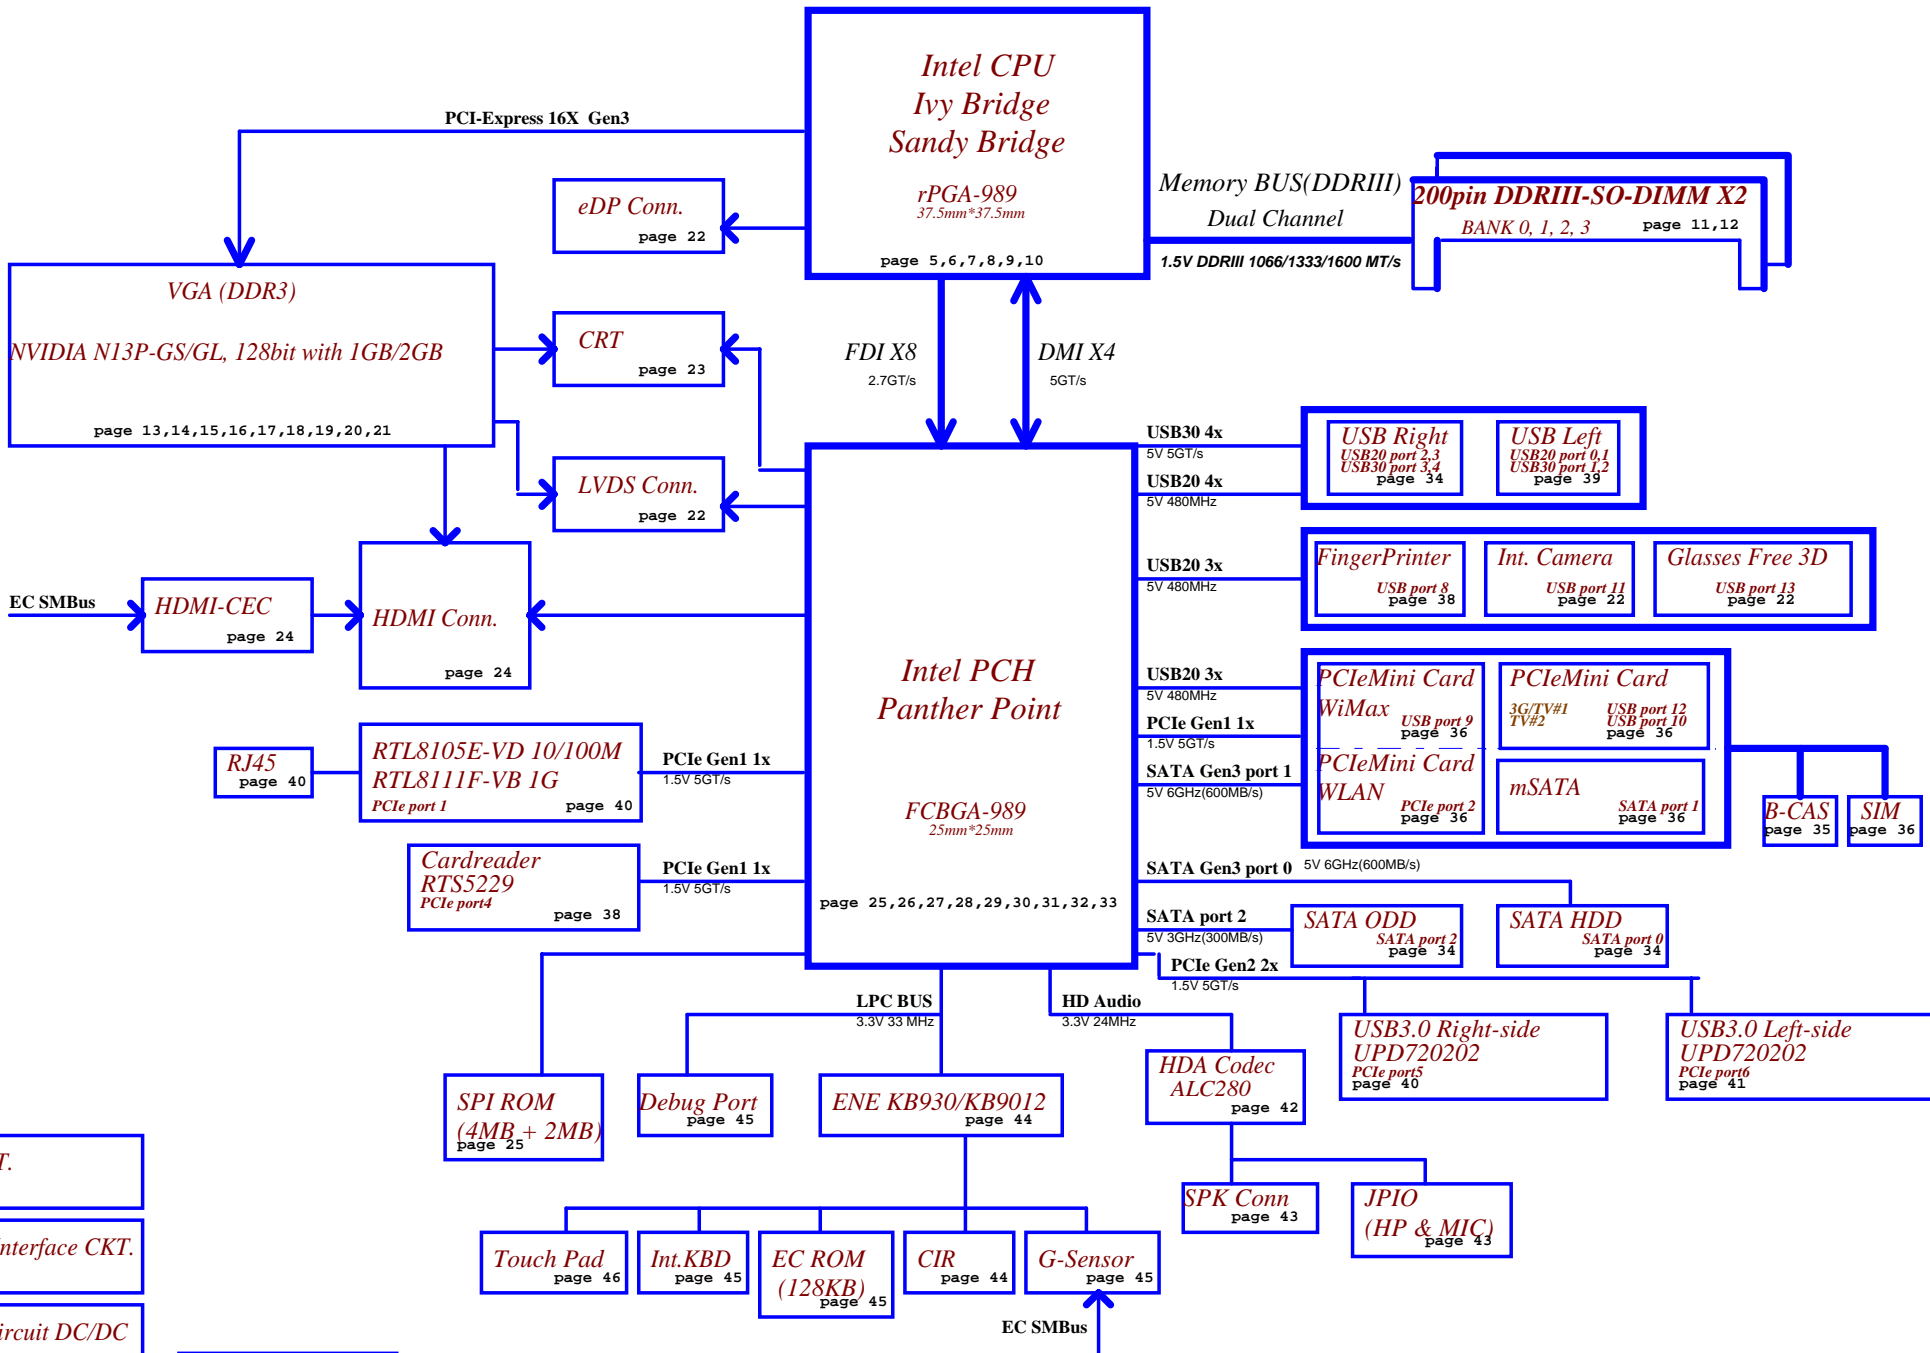 Intel CPU
Ivy Bridge
Sandy Bridge
rPGA-989
37.5mm*37.5mm
page 5,6,7,8,9,10
PCI-Express 16X Gen3
eDP Conn.
page 22
Memory BUS(DDRIII)
Dual Channel
1.5V DDRIII 1066/1333/1600 MT/s
200pin DDRIII-SO-DIMM X2
BANK 0, 1, 2, 3
page 11,12
VGA (DDR3)
NVIDIA N13P-GS/GL, 128bit with 1GB/2GB
page 13,14,15,16,17,18,19,20,21
CRT
page 23
FDI X8
2.7GT/s
DMI X4
5GT/s
LVDS Conn.
page 22
USB30 4x
5V 5GT/s
USB20 4x
5V 480MHz
USB Right
USB20 port 2,3
USB30 port 3,4
page 34
USB Left
USB20 port 0,1
USB30 port 1,2
page 39
USB20 3x
5V 480MHz
FingerPrinter
USB port 8
page 38
Int. Camera
USB port 11
page 22
Glasses Free 3D
USB port 13
page 22
EC SMBus
HDMI-CEC
page 24
HDMI Conn.
page 24
Intel PCH
Panther Point
FCBGA-989
25mm*25mm
page 25,26,27,28,29,30,31,32,33
USB20 3x
5V 480MHz
PCIe Gen1 1x
1.5V 5GT/s
SATA Gen3 port 1
5V 6GHz(600MB/s)
PCIeMini Card
WiMax
USB port 9
page 36
PCIeMini Card
3G/TV#1
TV#2
USB port 12
USB port 10
page 36
PCIeMini Card
WLAN
PCIe port 2
page 36
mSATA
SATA port 1
page 36
B-CAS
page 35
SIM
page 36
RJ45
page 40
RTL8105E-VD 10/100M
RTL8111F-VB 1G
PCIe port 1
page 40
PCIe Gen1 1x
1.5V 5GT/s
Cardreader
RTS5229
PCIe port4
page 38
PCIe Gen1 1x
1.5V 5GT/s
SATA Gen3 port 0
5V 6GHz(600MB/s)
SATA port 2
5V 3GHz(300MB/s)
SATA ODD
SATA port 2
page 34
SATA HDD
SATA port 0
page 34
PCIe Gen2 2x
1.5V 5GT/s
LPC BUS
3.3V 33 MHz
HD Audio
3.3V 24MHz
USB3.0 Right-side
UPD720202
PCIe port5
page 40
USB3.0 Left-side
UPD720202
PCIe port6
page 41
SPI ROM
(4MB + 2MB)
page 25
Debug Port
page 45
ENE KB930/KB9012
page 44
HDA Codec
ALC280
page 42
SPK Conn
page 43
JPIO
(HP & MIC)
page 43
Touch Pad
page 46
Int.KBD
page 45
EC ROM
(128KB)
page 45
CIR
page 44
G-Sensor
page 45
EC SMBus
T.
nterface CKT.
ircuit DC/DC